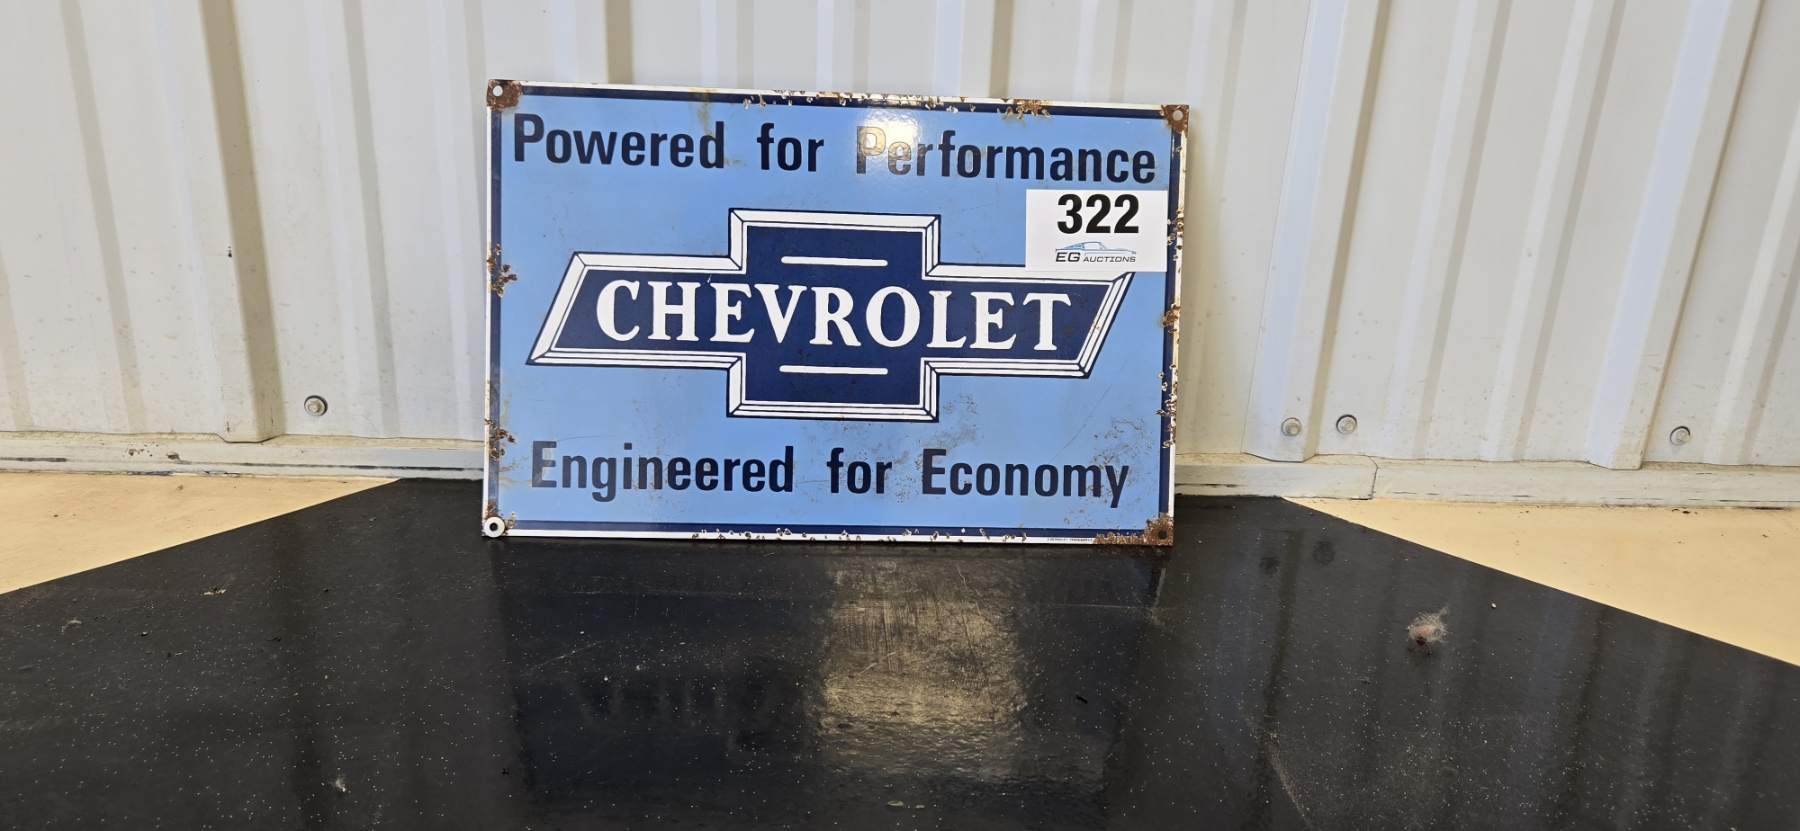 Powered for Performance
322
EG AUCTIONS
CHEVROLET
Engineered for Economy